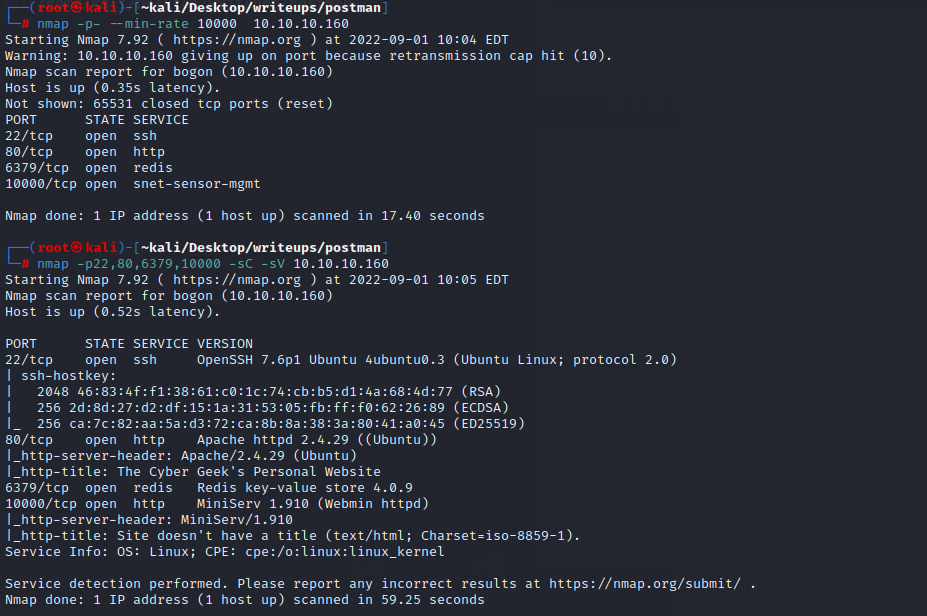 ┌──(root㉿kali)-[~kali/Desktop/writeups/postman]
└─# nmap -p- --min-rate 10000  10.10.10.160
Starting Nmap 7.92 ( https://nmap.org ) at 2022-09-01 10:04 EDT
Warning: 10.10.10.160 giving up on port because retransmission cap hit (10).
Nmap scan report for bogon (10.10.10.160)
Host is up (0.35s latency).
Not shown: 65531 closed tcp ports (reset)
PORT      STATE SERVICE
22/tcp    open  ssh
80/tcp    open  http
6379/tcp  open  redis
10000/tcp open  snet-sensor-mgmt

Nmap done: 1 IP address (1 host up) scanned in 17.40 seconds

┌──(root㉿kali)-[~kali/Desktop/writeups/postman]
└─# nmap -p22,80,6379,10000 -sC -sV 10.10.10.160
Starting Nmap 7.92 ( https://nmap.org ) at 2022-09-01 10:05 EDT
Nmap scan report for bogon (10.10.10.160)
Host is up (0.52s latency).

PORT      STATE SERVICE VERSION
22/tcp    open  ssh     OpenSSH 7.6p1 Ubuntu 4ubuntu0.3 (Ubuntu Linux; protocol 2.0)
| ssh-hostkey:
|   2048 46:83:4f:f1:38:61:c0:1c:74:cb:b5:d1:4a:68:4d:77 (RSA)
|   256 2d:8d:27:d2:df:15:1a:31:53:05:fb:ff:f0:62:26:89 (ECDSA)
|_  256 ca:7c:82:aa:5a:d3:72:ca:8b:8a:38:3a:80:41:a0:45 (ED25519)
80/tcp    open  http    Apache httpd 2.4.29 ((Ubuntu))
|_http-server-header: Apache/2.4.29 (Ubuntu)
|_http-title: The Cyber Geek's Personal Website
6379/tcp  open  redis   Redis key-value store 4.0.9
10000/tcp open  http    MiniServ 1.910 (Webmin httpd)
|_http-server-header: MiniServ/1.910
|_http-title: Site doesn't have a title (text/html; Charset=iso-8859-1).
Service Info: OS: Linux; CPE: cpe:/o:linux:linux_kernel

Service detection performed. Please report any incorrect results at https://nmap.org/submit/ .
Nmap done: 1 IP address (1 host up) scanned in 59.25 seconds